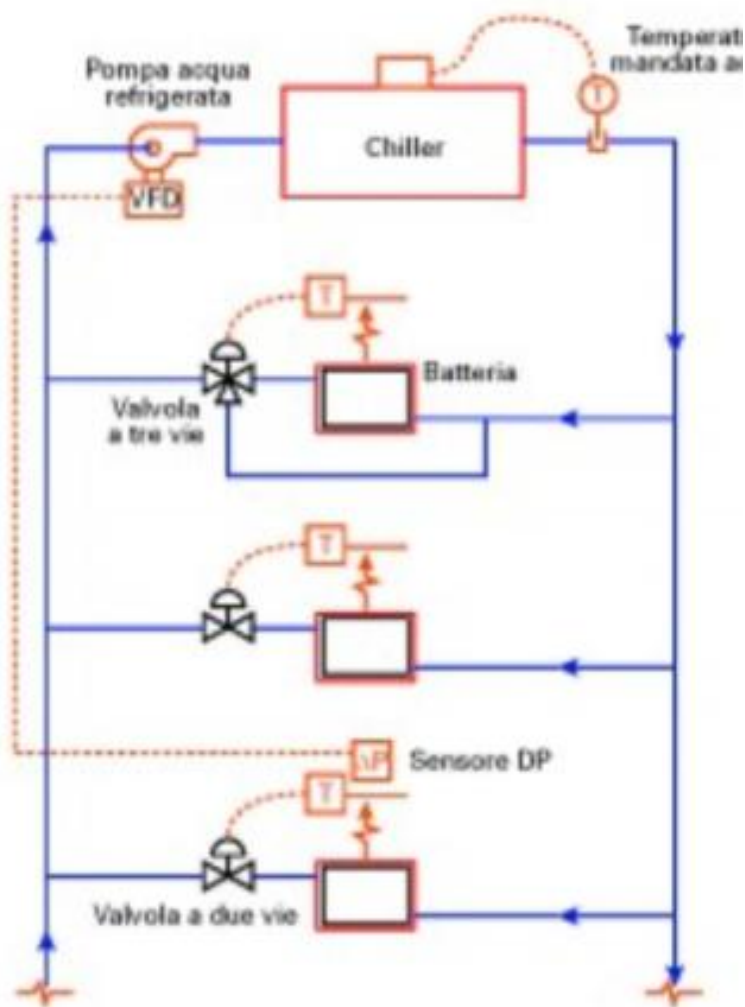 Temperat
mandata ac
Pompa acqua
refrigerata
T
Chiller
VFD
T
Batteria
Valvola
a tre vie
T
ΔP Sensore DP
T
Valvola a due vie